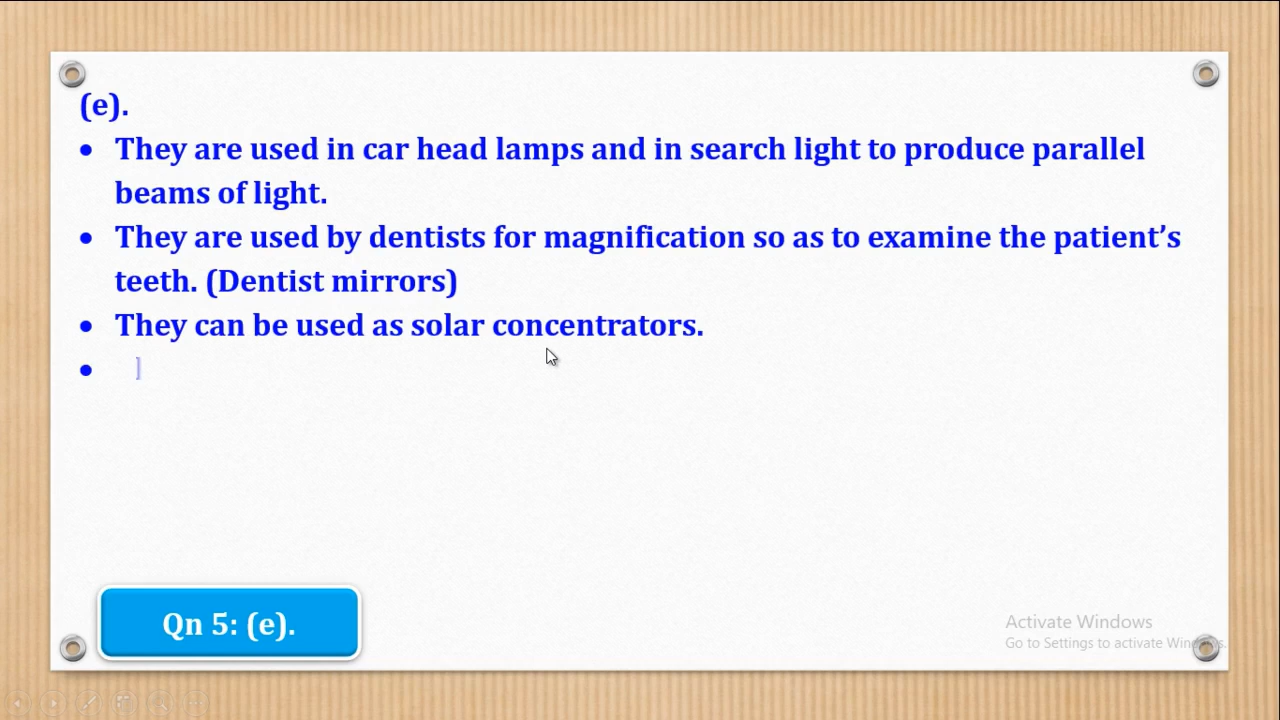 (e).
• They are used in car head lamps and in search light to produce parallel
beams of light.
• They are used by dentists for magnification so as to examine the patient’s
teeth. (Dentist mirrors)
• They can be used as solar concentrators.
•
Qn 5: (e).
Activate Windows
Go to Settings to activate Windows.